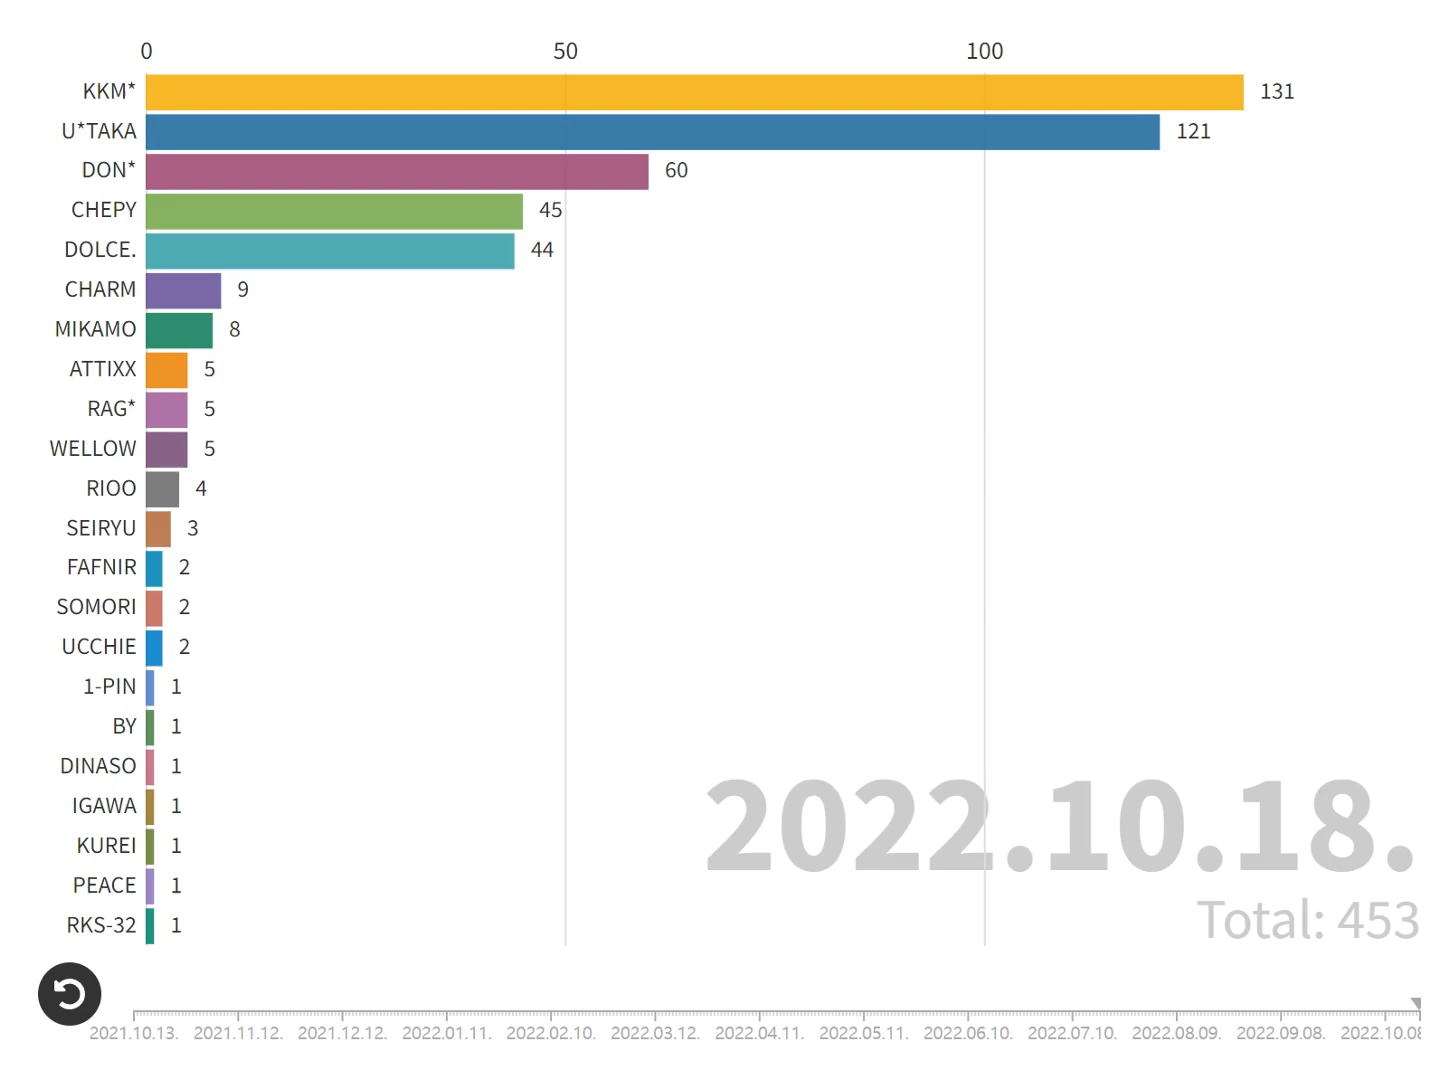 0 50 100
KKM* 131
U*TAKA 121
DON* 60
CHEPY 45
DOLCE. 44
CHARM 9
MIKAMO 8
ATTIXX 5
RAG* 5
WELLOW 5
RIOO 4
SEIRYU 3
FAFNIR 2
SOMORI 2
UCCHIE 2
1-PIN 1
BY 1
DINASO 1
IGAWA 1
KUREI 1
PEACE 1
RKS-32 1
2022.10.18.
Total: 453
2021.10.13. 2021.11.12. 2021.12.12. 2022.01.11. 2022.02.10. 2022.03.12. 2022.04.11. 2022.05.11. 2022.06.10. 2022.07.10. 2022.08.09. 2022.09.08. 2022.10.08